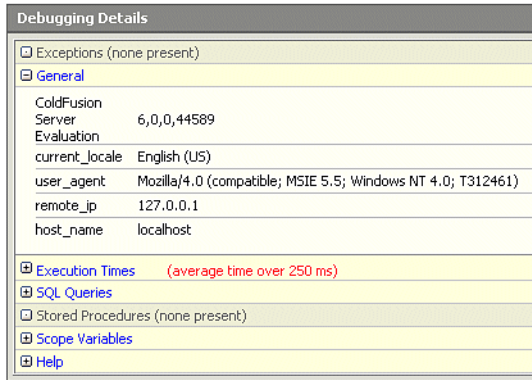 Debugging Details
Exceptions (none present)
General
ColdFusion
Server 6,0,0,44589
Evaluation
current_locale English (US)
user_agent Mozilla/4.0 (compatible; MSIE 5.5; Windows NT 4.0; T312461)
remote_ip 127.0.0.1
host_name localhost
Execution Times (average time over 250 ms)
SQL Queries
Stored Procedures (none present)
Scope Variables
Help